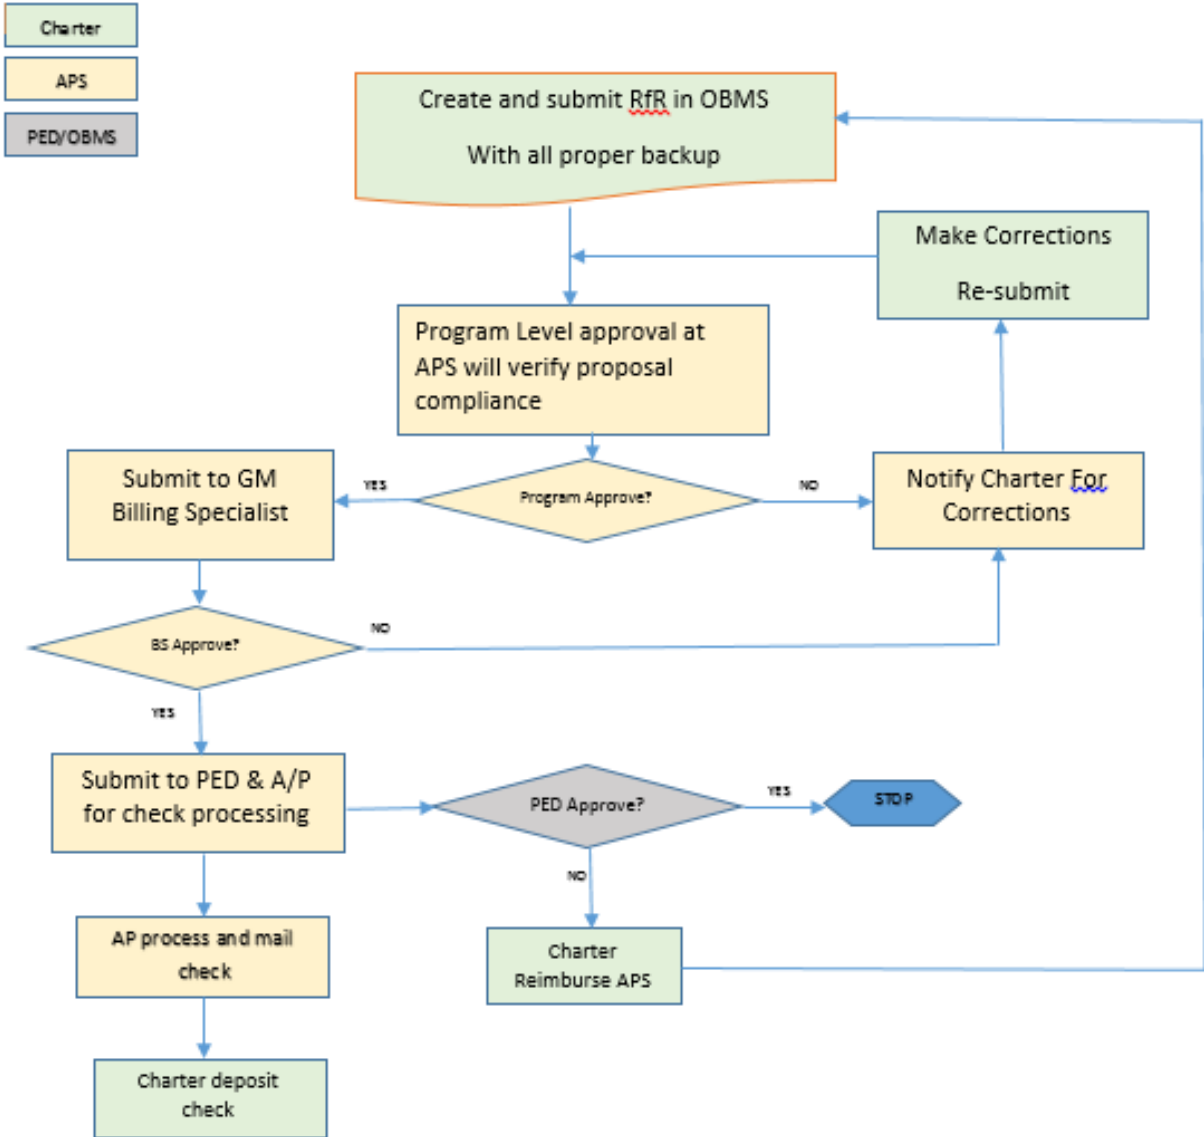 Charter
APS
PED/OBMS
Create and submit RfR in OBMS
With all proper backup
Make Corrections
Re-submit
Program Level approval at
APS will verify proposal
compliance
Submit to GM
Billing Specialist
YES
Program Approve?
NO
Notify Charter For
Corrections
BS Approve?
NO
YES
Submit to PED & A/P
for check processing
PED Approve?
YES
STOP
NO
AP process and mail
check
Charter
Reimburse APS
Charter deposit
check